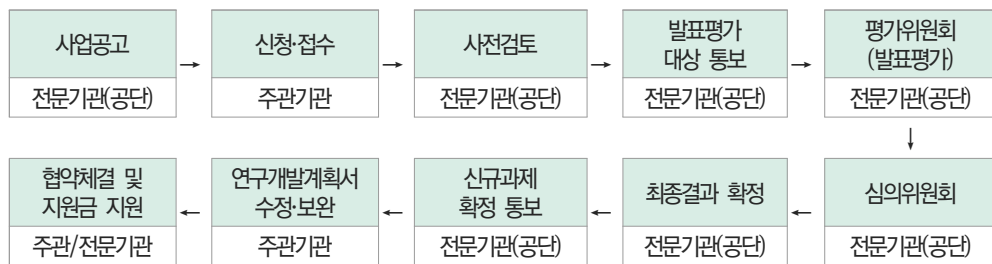 사업공고
전문기관(공단)
신청·접수
주관기관
사전검토
전문기관(공단)
발표평가
대상 통보
전문기관(공단)
평가위원회
(발표평가)
전문기관(공단)
심의위원회
전문기관(공단)
최종결과 확정
전문기관(공단)
신규과제
확정 통보
전문기관(공단)
연구개발계획서
수정·보완
주관기관
협약체결 및
지원금 지원
주관/전문기관